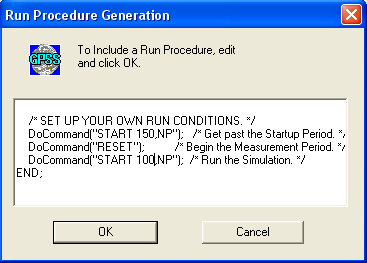 Run Procedure Generation
To Include a Run Procedure, edit
and click OK.
GPSS
/* SET UP YOUR OWN RUN CONDITIONS. */
DoCommand("START 150,NP"); /* Get past the Startup Period. */
DoCommand("RESET"); /* Begin the Measurement Period. */
DoCommand("START 100,NP"); /* Run the Simulation. */
END;
OK
Cancel